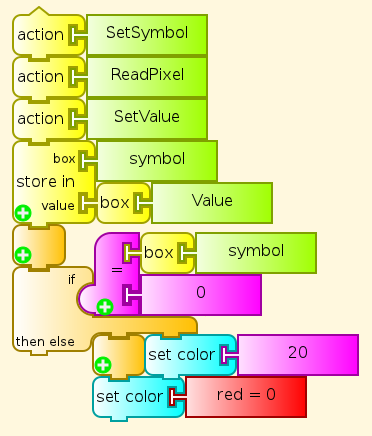 action SetSymbol
action ReadPixel
action SetValue
box symbol
store in
value box Value
if = box symbol
0
then else
set color 20
set color red = 0